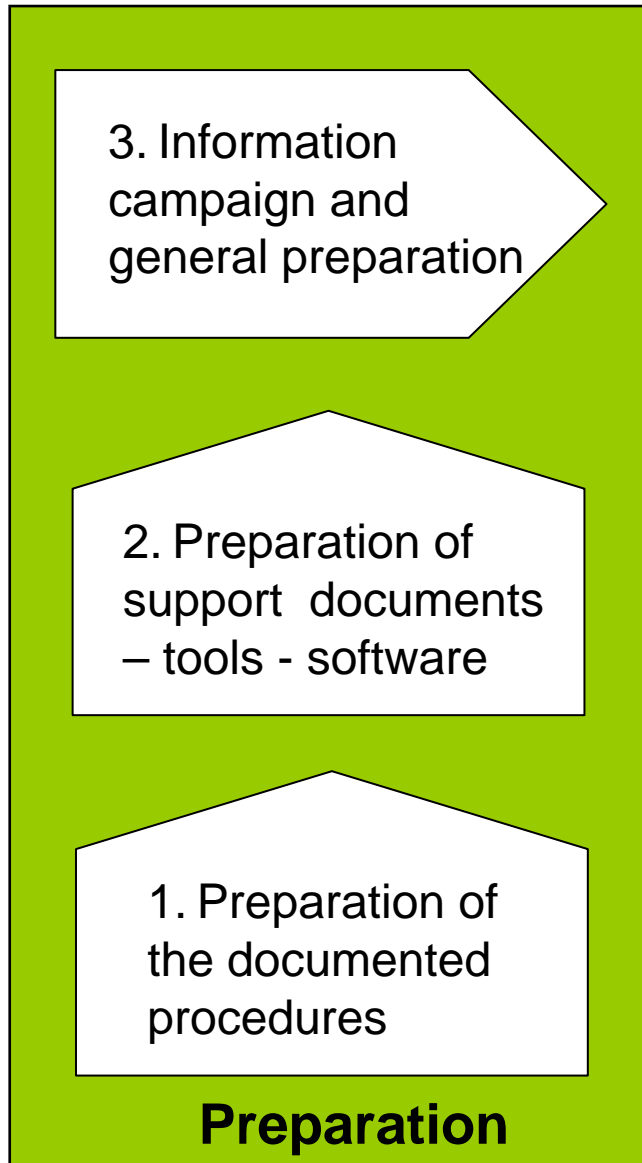 3. Information
campaign and
general preparation
2. Preparation of
support  documents
– tools - software
1. Preparation of
the documented
procedures
Preparation